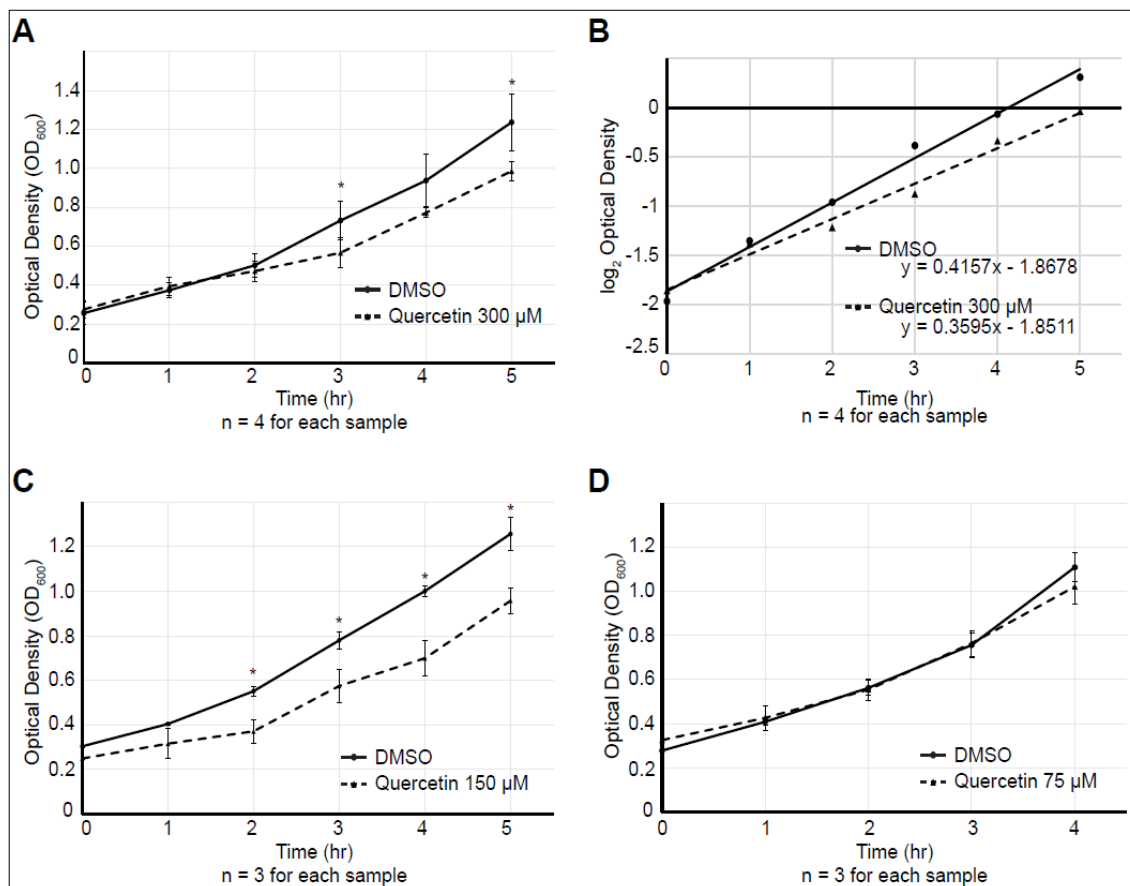 A
Optical Density (OD600)
1.4
1.2
1.0
0.8
0.6
0.4
0.2
0
*
*
DMSO
Quercetin 300 µM
0 1 2 3 4 5
Time (hr)
n = 4 for each sample
B
log2 Optical Density
0
-0.5
-1
-1.5
-2
-2.5
DMSO
y = 0.4157x - 1.8678
Quercetin 300 µM
y = 0.3595x - 1.8511
0 1 2 3 4 5
Time (hr)
n = 4 for each sample
C
Optical Density (OD600)
1.2
1.0
0.8
0.6
0.4
0.2
0
*
*
*
*
DMSO
Quercetin 150 µM
0 1 2 3 4 5
Time (hr)
n = 3 for each sample
D
Optical Density (OD600)
1.2
1.0
0.8
0.6
0.4
0.2
0
DMSO
Quercetin 75 µM
0 1 2 3 4
Time (hr)
n = 3 for each sample